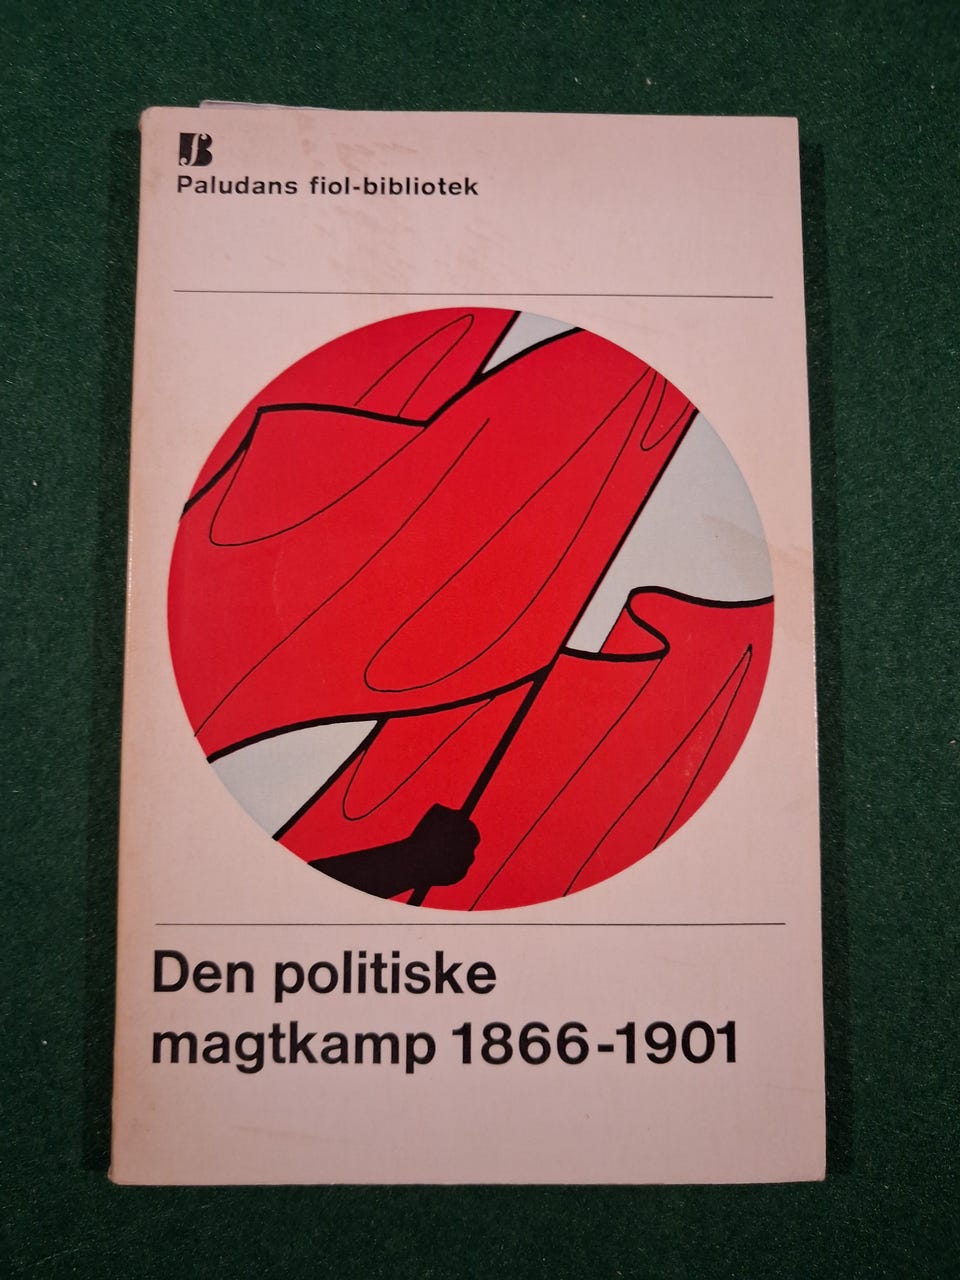 Paludans fiol-bibliotek
Den politiske
magtkamp 1866-1901